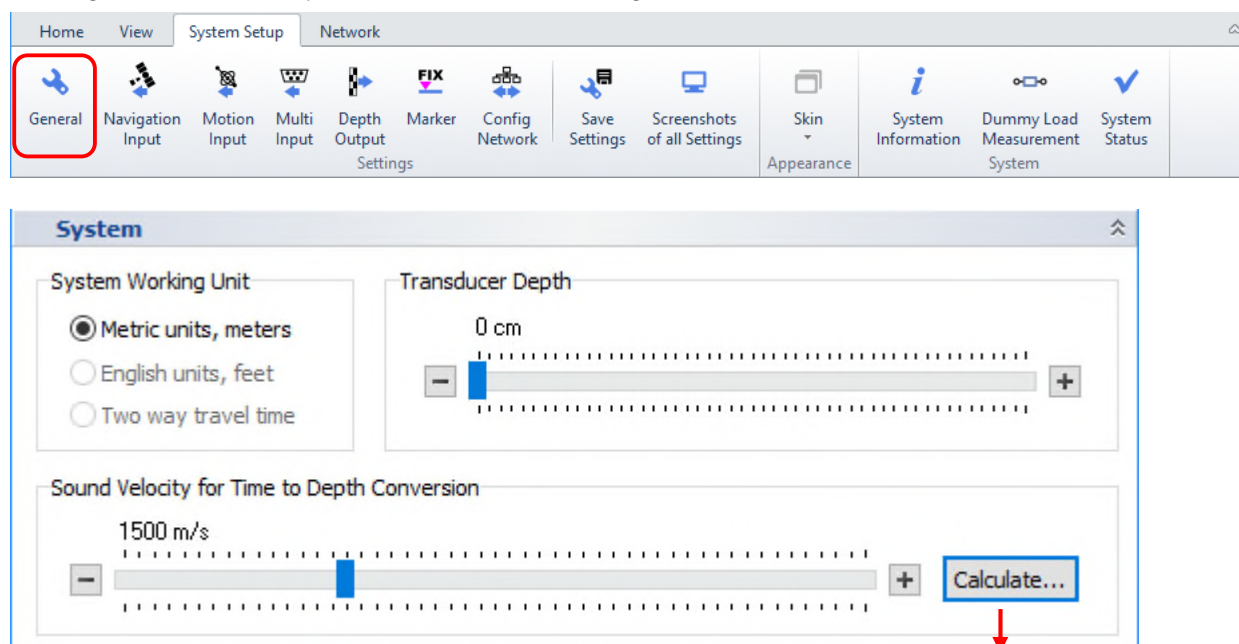 Home View System Setup Network
FIX
General Navigation Input Motion Input Multi Input Depth Output Marker Config Network Save Settings Screenshots of all Settings Skin System Information Dummy Load Measurement System Status
Settings Appearance System
System
System Working Unit
Transducer Depth
Metric units, meters
0 cm
English units, feet
Two way travel time
Sound Velocity for Time to Depth Conversion
1500 m/s
Calculate...